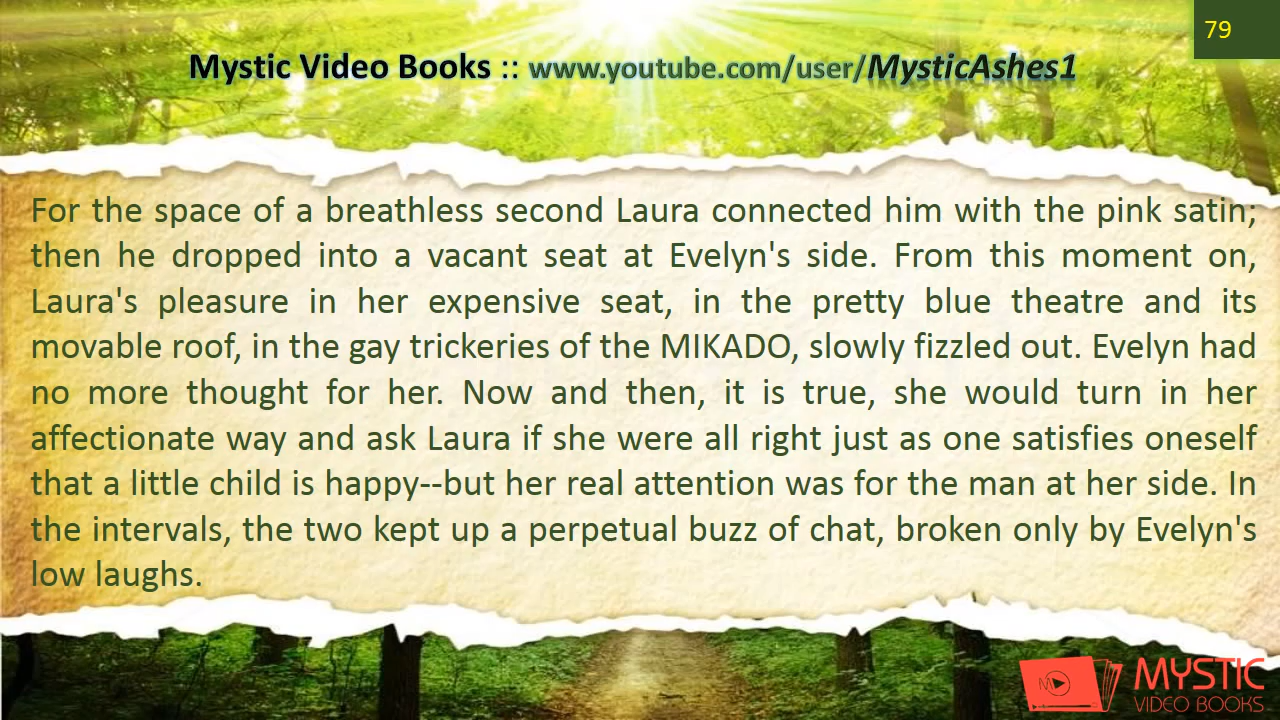 79
Mystic Video Books :: www.youtube.com/user/MysticAshes1
For the space of a breathless second Laura connected him with the pink satin;
then he dropped into a vacant seat at Evelyn's side. From this moment on,
Laura's pleasure in her expensive seat, in the pretty blue theatre and its
movable roof, in the gay trickeries of the MIKADO, slowly fizzled out. Evelyn had
no more thought for her. Now and then, it is true, she would turn in her
affectionate way and ask Laura if she were all right just as one satisfies oneself
that a little child is happy--but her real attention was for the man at her side. In
the intervals, the two kept up a perpetual buzz of chat, broken only by Evelyn's
low laughs.
MYSTIC
VIDEO BOOKS